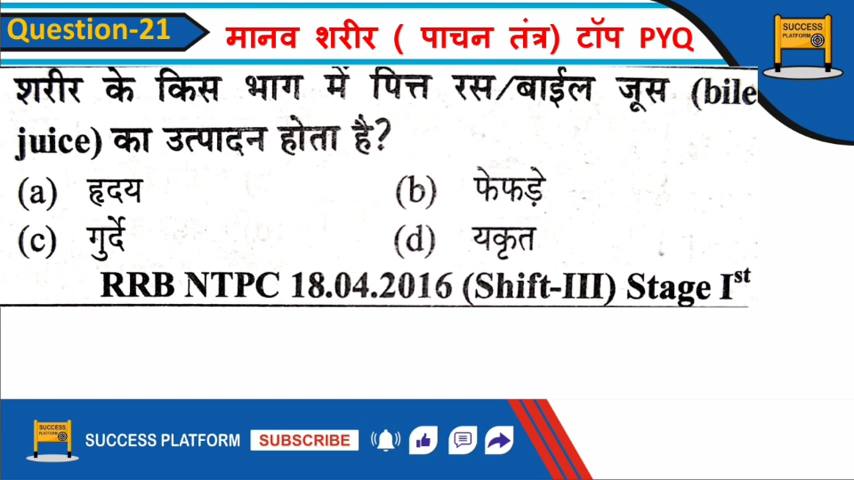 Question-21
मानव शरीर ( पाचन तंत्र) टॉप PYQ
SUCCESS
PLATFORM
शरीर के किस भाग में पित्त रस/बाईल जूस (bile
juice) का उत्पादन होता है?
(a) हृदय (b) फेफड़े
(c) गुर्दे (d) यकृत
RRB NTPC 18.04.2016 (Shift-III) Stage Ist
SUCCESS
PLATFORM
SUCCESS PLATFORM SUBSCRIBE